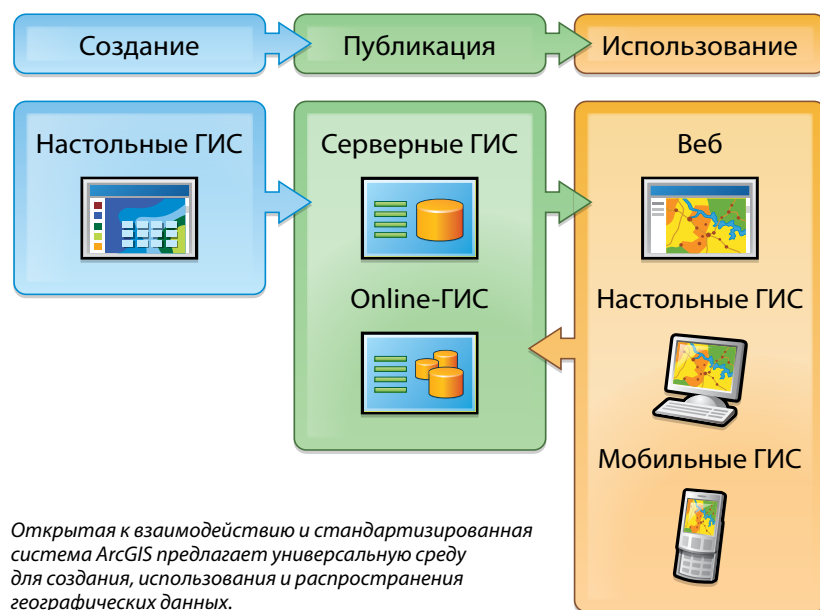 Создание
Публикация
Использование
Настольные ГИС
Серверные ГИС
Online-ГИС
Веб
Настольные ГИС
Мобильные ГИС
Открытая к взаимодействию и стандартизированная
система ArcGIS предлагает универсальную среду
для создания, использования и распространения
географических данных.